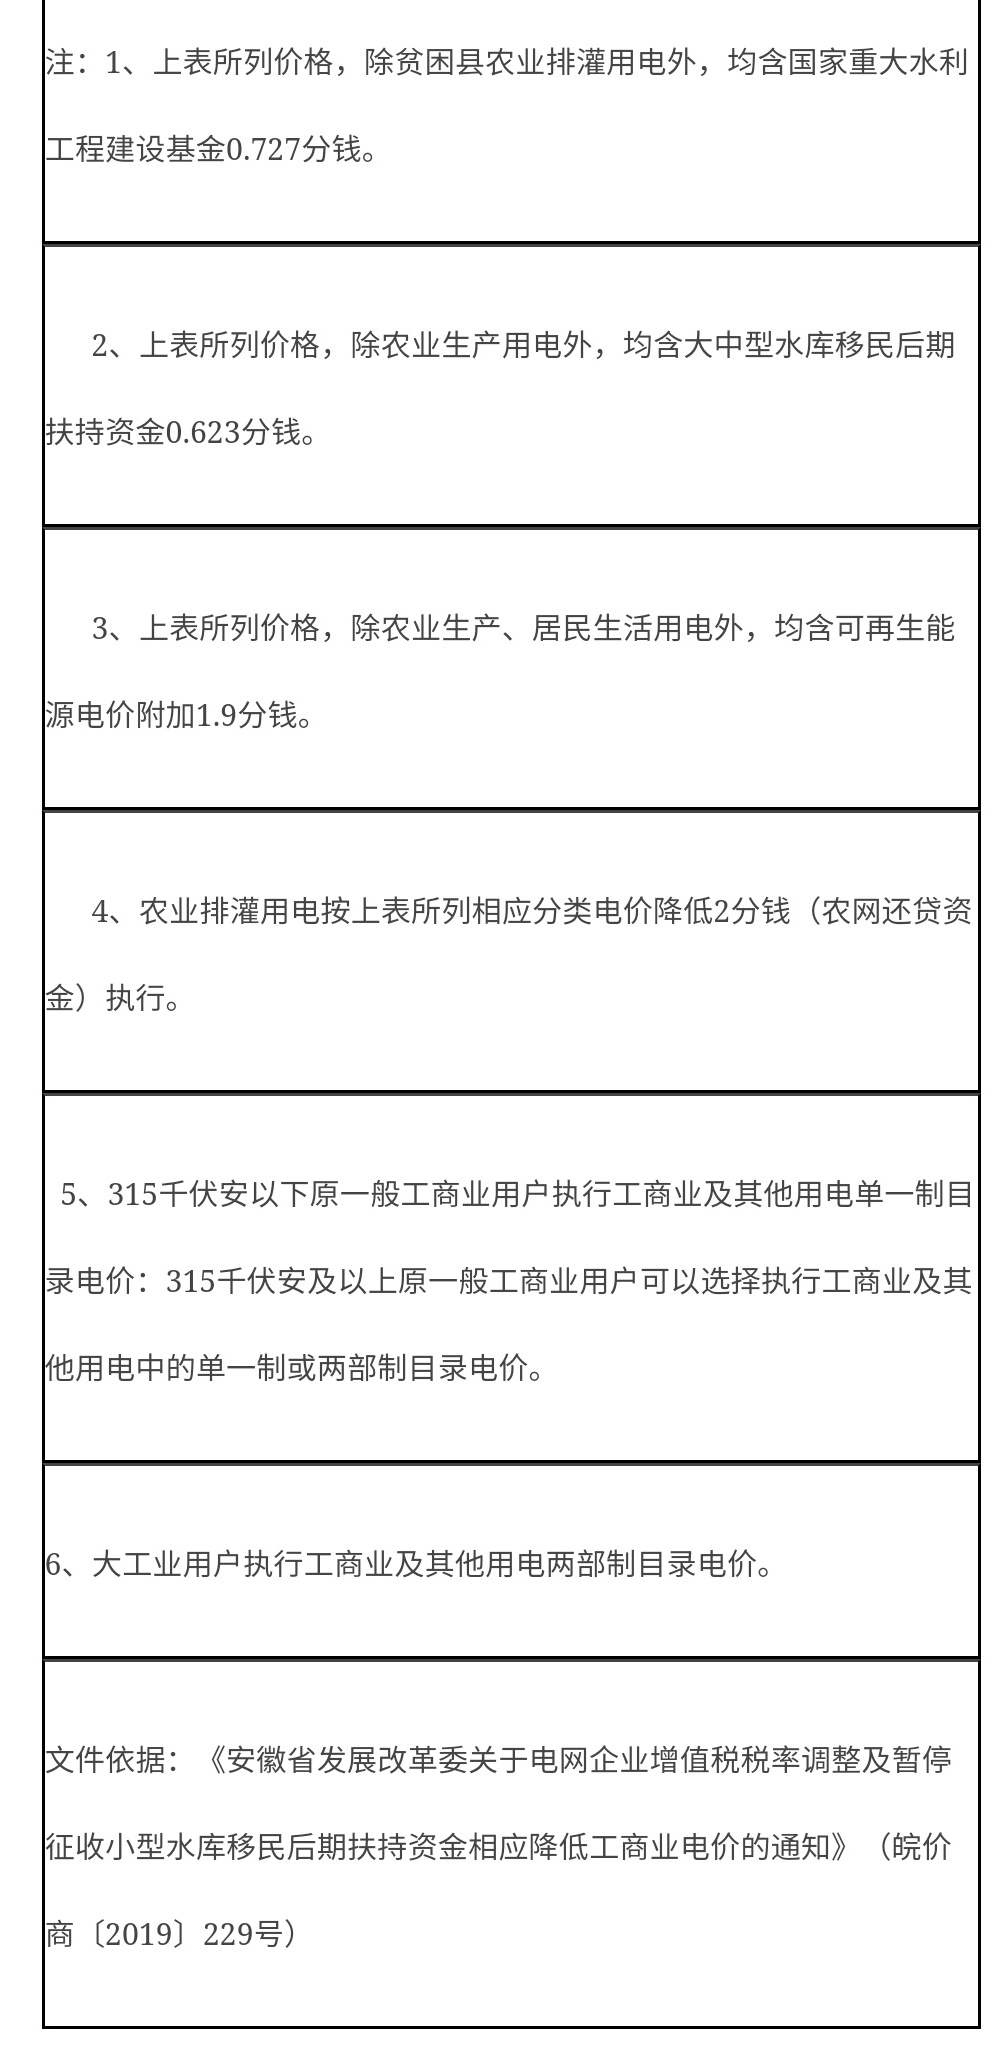 注：1、上表所列价格，除贫困县农业排灌用电外，均含国家重大水利
工程建设基金0.727分钱。
2、上表所列价格，除农业生产用电外，均含大中型水库移民后期
扶持资金0.623分钱。
3、上表所列价格，除农业生产、居民生活用电外，均含可再生能
源电价附加1.9分钱。
4、农业排灌用电按上表所列相应分类电价降低2分钱（农网还贷资
金）执行。
5、315千伏安以下原一般工商业用户执行工商业及其他用电单一制目
录电价：315千伏安及以上原一般工商业用户可以选择执行工商业及其
他用电中的单一制或两部制目录电价。
6、大工业用户执行工商业及其他用电两部制目录电价。
文件依据：《安徽省发展改革委关于电网企业增值税税率调整及暂停
征收小型水库移民后期扶持资金相应降低工商业电价的通知》（皖价
商〔2019〕229号）